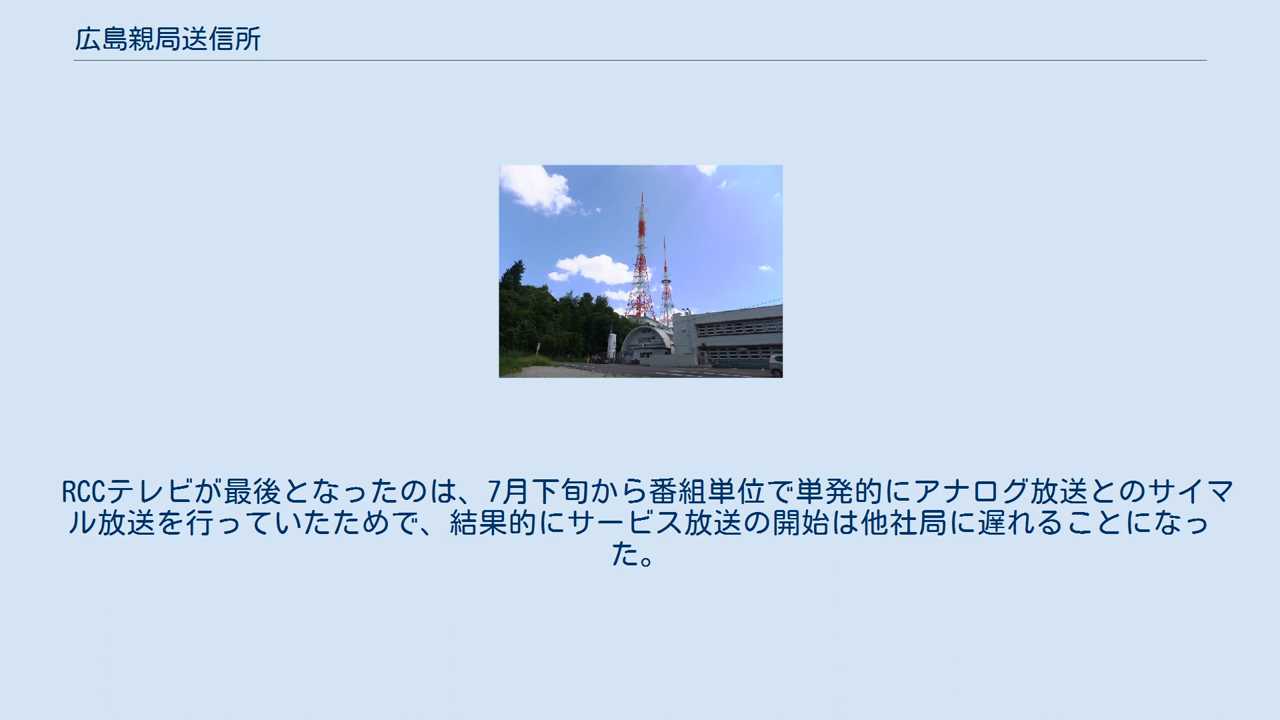 広島親局送信所
RCCテレビが最後となったのは、7月下旬から番組単位で単発的にアナログ放送とのサイマ
ル放送を行っていたためで、結果的にサービス放送の開始は他社局に遅れることになっ
た。